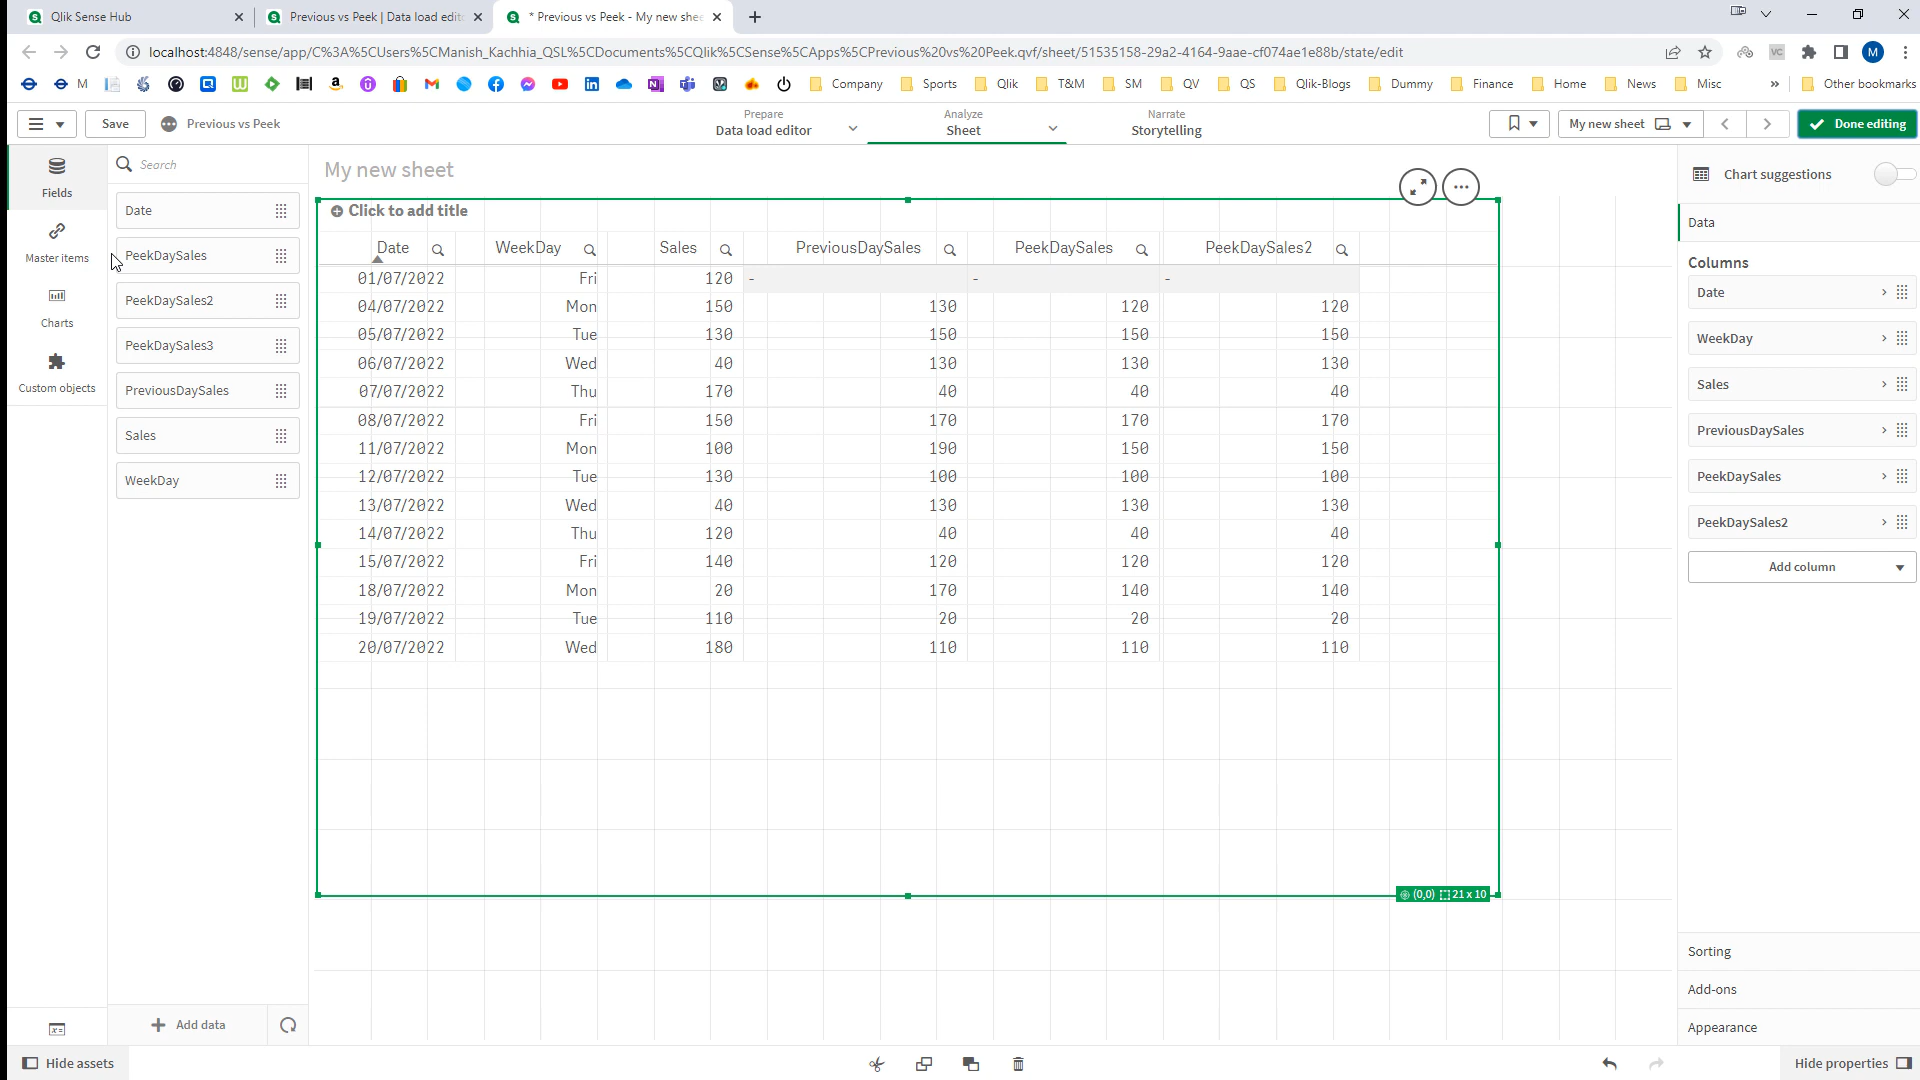 Qlik Sense Hub
Previous vs Peek | Data load edit
* Previous vs Peek - My new shee
localhost:4848/sense/app/C%3A%5CUsers%5CManish_Kachhia_QSL%5CDocuments%5CQlik%5CSense%5CApps%5CPrevious%20vs%20Peek.qvf/sheet/51535158-29a2-4164-9aae-cf074ae1e88b/state/edit
VC
M
M
Company
Sports
Qlik
T&M
SM
QV
QS
Qlik-Blogs
Dummy
Finance
Home
News
Misc
»
Other bookmarks
Save
Previous vs Peek
Prepare
Data load editor
Analyze
Sheet
Narrate
Storytelling
My new sheet
Done editing
Fields
Master items
Charts
Custom objects
Search
Date
PeekDaySales
PeekDaySales2
PeekDaySales3
PreviousDaySales
Sales
WeekDay
My new sheet
Click to add title
Date WeekDay Sales PreviousDaySales PeekDaySales PeekDaySales2
01/07/2022 Fri 120 - - -
04/07/2022 Mon 150 130 120 120
05/07/2022 Tue 130 150 150 150
06/07/2022 Wed 40 130 130 130
07/07/2022 Thu 170 40 40 40
08/07/2022 Fri 150 170 170 170
11/07/2022 Mon 100 190 150 150
12/07/2022 Tue 130 100 100 100
13/07/2022 Wed 40 130 130 130
14/07/2022 Thu 120 40 40 40
15/07/2022 Fri 140 120 120 120
18/07/2022 Mon 20 170 140 140
19/07/2022 Tue 110 20 20 20
20/07/2022 Wed 180 110 110 110
(0,0) 21 x 10
Chart suggestions
Data
Columns
Date
WeekDay
Sales
PreviousDaySales
PeekDaySales
PeekDaySales2
Add column
Sorting
Add-ons
Appearance
Add data
Hide assets
Hide properties